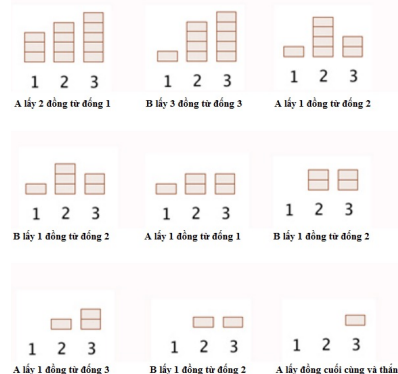 1 2 3
A lấy 2 đồng từ đống 1
1 2 3
B lấy 3 đồng từ đống 3
1 2 3
A lấy 1 đồng từ đống 2
1 2 3
B lấy 1 đồng từ đống 2
1 2 3
A lấy 1 đồng từ đống 1
1 2 3
B lấy 1 đồng từ đống 2
1 2 3
A lấy 1 đồng từ đống 3
1 2 3
B lấy 1 đồng từ đống 2
1 2 3
A lấy đồng cuối cùng và thắn